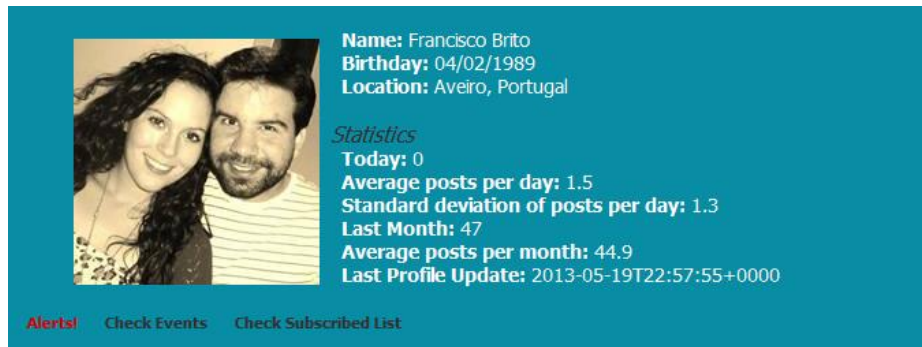 Name: Francisco Brito
Birthday: 04/02/1989
Location: Aveiro, Portugal
Statistics
Today: 0
Average posts per day: 1.5
Standard deviation of posts per day: 1.3
Last Month: 47
Average posts per month: 44.9
Last Profile Update: 2013-05-19T22:57:55+0000
Alerts! Check Events Check Subscribed List